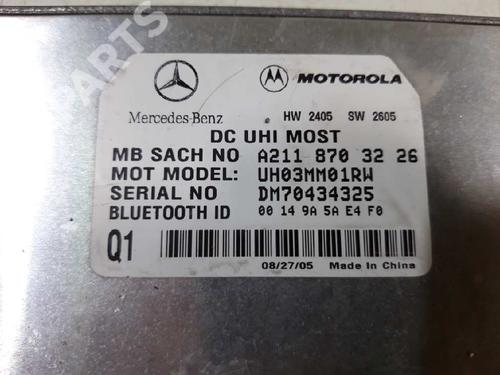 PARTS
MOTOROLA
Mercedes-Benz HW 2405 SW 2605
DC UHI MOST
MB SACH NO A211 870 32 26
MOT MODEL: UH03MM01RW
SERIAL NO DM70434325
BLUETOOTH ID 00 14 9A 5A E4 F0
Q1
08/27/05 Made In China